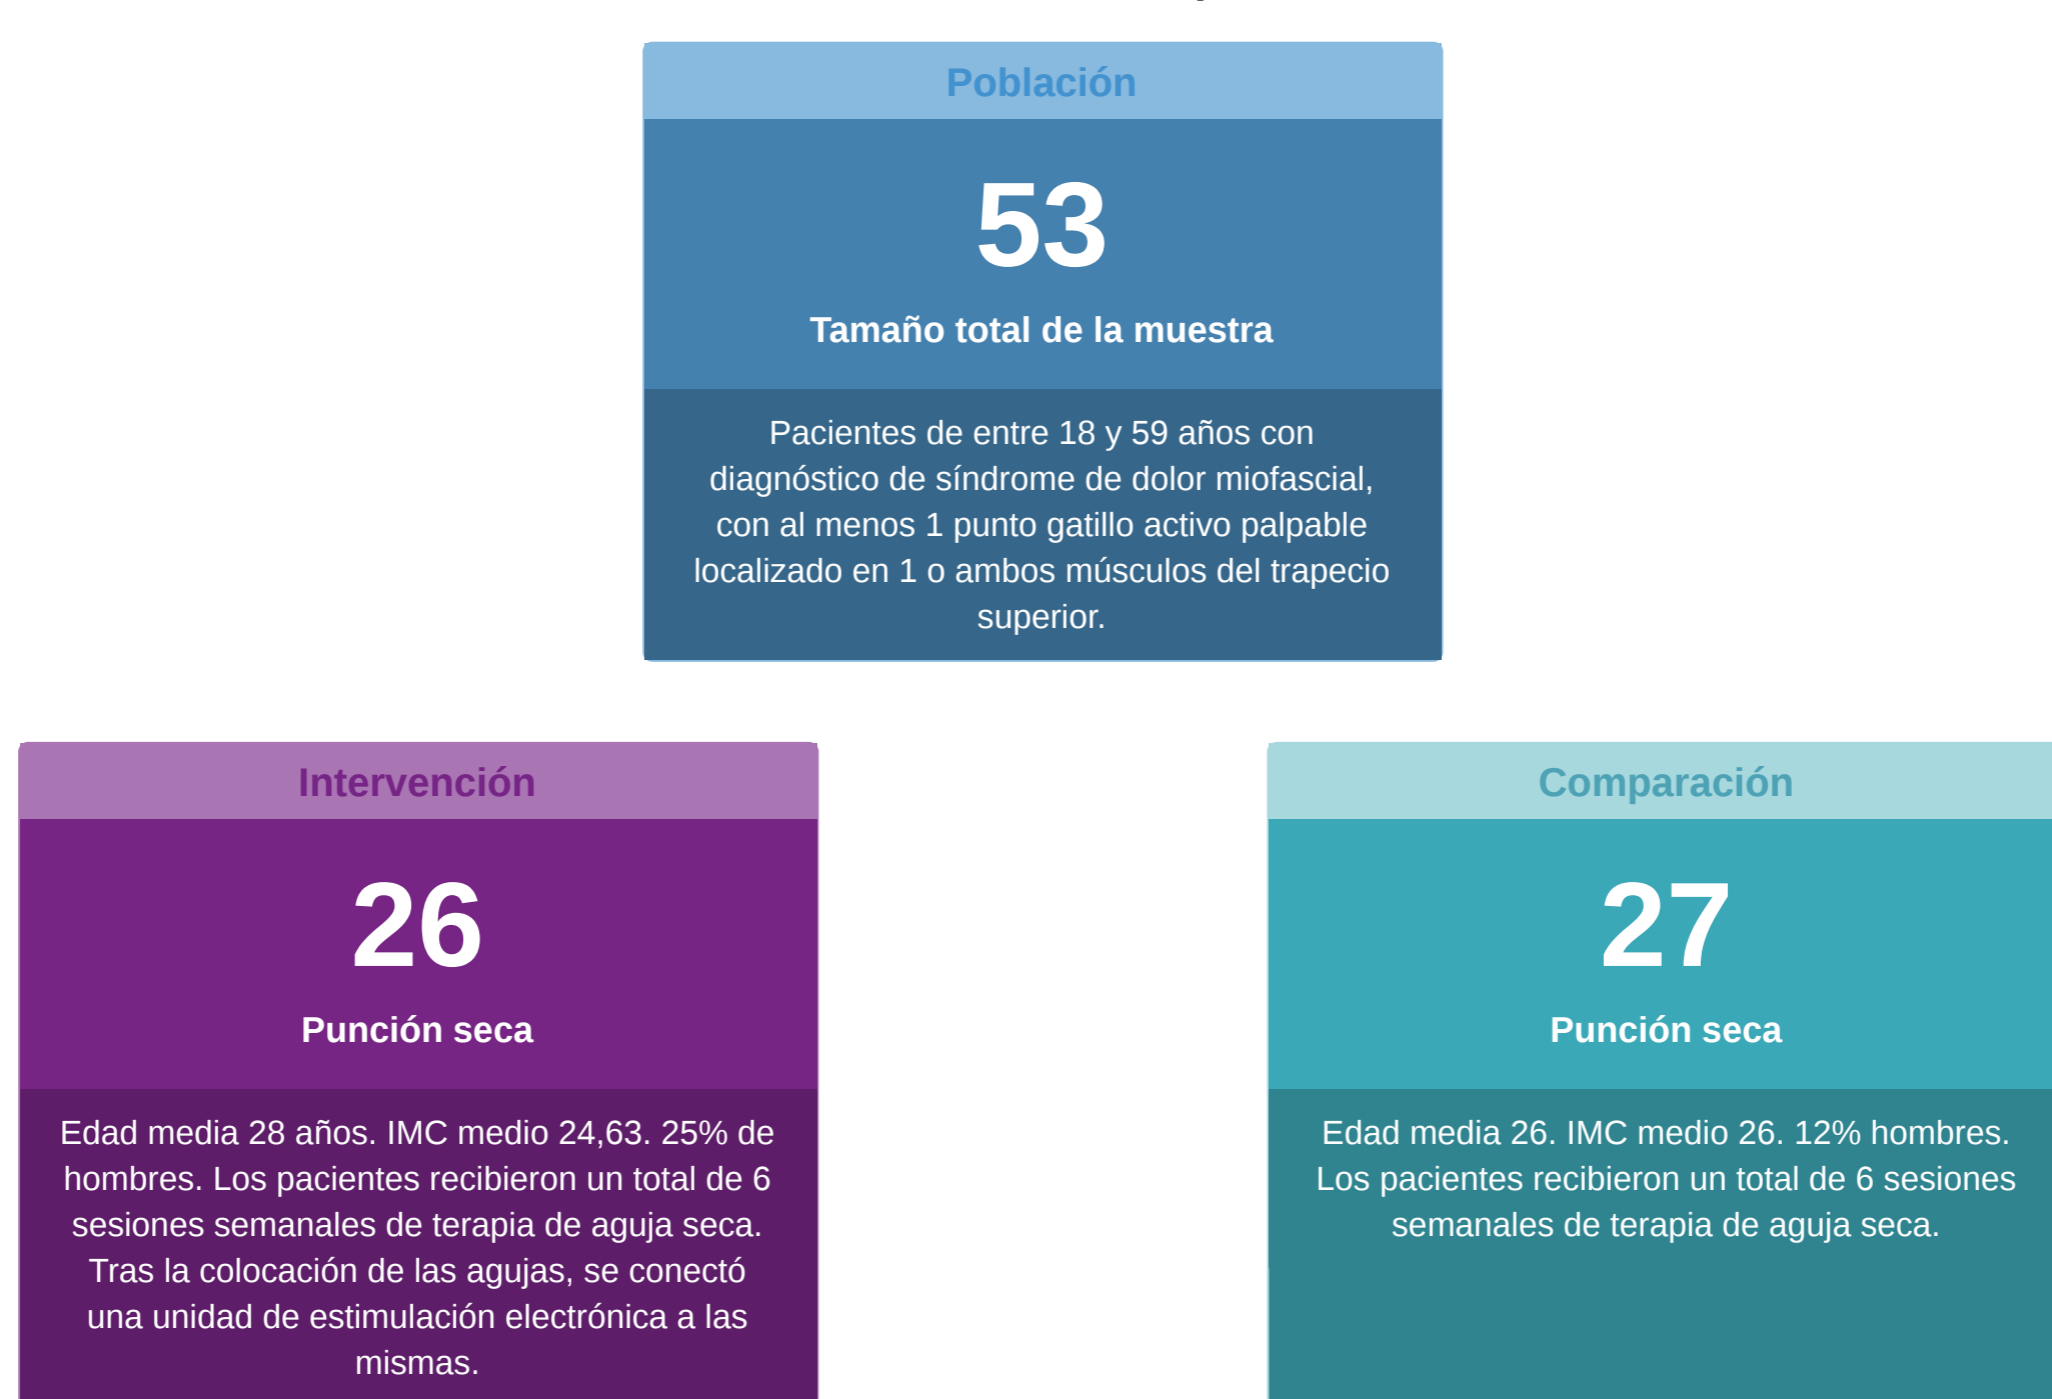 Población
53
Tamaño total de la muestra
Pacientes de entre 18 y 59 años con
diagnóstico de síndrome de dolor miofascial,
con al menos 1 punto gatillo activo palpable
localizado en 1 o ambos músculos del trapecio
superior.
Intervención
26
Punción seca
Edad media 28 años. IMC medio 24,63. 25% de
hombres. Los pacientes recibieron un total de 6
sesiones semanales de terapia de aguja seca.
Tras la colocación de las agujas, se conectó
una unidad de estimulación electrónica a las
mismas.
Comparación
27
Punción seca
Edad media 26. IMC medio 26. 12% hombres.
Los pacientes recibieron un total de 6 sesiones
semanales de terapia de aguja seca.